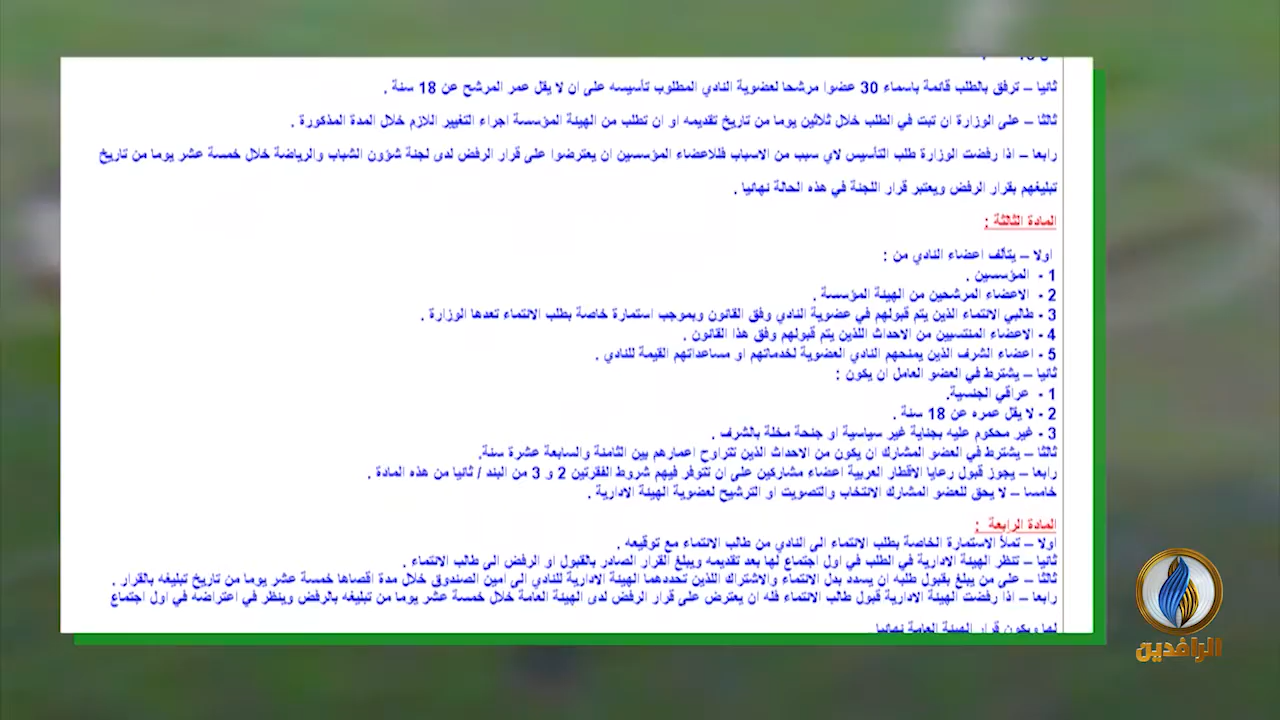 ثانيا – ترفق بالطلب قائمة باسماء 30 عضوا مرشحا لعضوية النادي المطلوب تأسيسه على ان لا يقل عمر المرشح عن 18 سنة .
ثالثا – على الوزارة ان تبت في الطلب خلال ثلاثين يوما من تاريخ تقديمه او ان تطلب من الهيئة المؤسسة اجراء التغيير اللازم خلال المدة المذكورة .
رابعا – اذا رفضت الوزارة طلب التأسيس لاي سبب من الاسباب فللاعضاء المؤسسين ان يعترضوا على قرار الرفض لدى لجنة شؤون الشباب والرياضة خلال خمسة عشر يوما من تاريخ
تبليغهم بقرار الرفض ويعتبر قرار اللجنة في هذه الحالة نهائيا .
المادة الثالثة :
اولا – يتألف اعضاء النادي من :
1 - المؤسسين .
2 - الاعضاء المرشحين من الهيئة المؤسسة .
3 - طالبي الانتماء الذين يتم قبولهم في عضوية النادي وفق القانون وبموجب استمارة خاصة بطلب الانتماء تعدها الوزارة .
4 - الاعضاء المنتسبين من الاحداث اللذين يتم قبولهم وفق هذا القانون .
5 - اعضاء الشرف الذين يمنحهم النادي العضوية لخدماتهم او مساعداتهم القيمة للنادي .
ثانيا – يشترط في العضو العامل ان يكون :
1 - عراقي الجنسية.
2 - لا يقل عمره عن 18 سنة .
3 - غير محكوم عليه بجناية غير سياسية او جنحة مخلة بالشرف .
ثالثا – يشترط في العضو المشارك ان يكون من الاحداث الذين تتراوح اعمارهم بين الثامنة والسابعة عشرة سنة.
رابعا – يجوز قبول رعايا الاقطار العربية اعضاء مشاركين على ان تتوفر فيهم شروط الفقرتين 2 و 3 من البند / ثانيا من هذه المادة .
خامسا – لا يحق للعضو المشارك الانتخاب والتصويت او الترشيح لعضوية الهيئة الادارية .
المادة الرابعة :
اولا – تملأ الاستمارة الخاصة بطلب الانتماء الى النادي من طالب الانتماء مع توقيعه .
ثانيا – تنظر الهيئة الادارية في الطلب في اول اجتماع لها بعد تقديمه ويبلغ القرار الصادر بالقبول او الرفض الى طالب الانتماء .
ثالثا – على من يبلغ بقبول طلبه ان يسدد بدل الانتماء والاشتراك اللذين تحددهما الهيئة الادارية للنادي الى امين الصندوق خلال مدة اقصاها خمسة عشر يوما من تاريخ تبليغه بالقرار .
رابعا – اذا رفضت الهيئة الادارية قبول طالب الانتماء فله ان يعترض على قرار الرفض لدى الهيئة العامة خلال خمسة عشر يوما من تبليغه بالرفض وينظر في اعتراضه في اول اجتماع
لها ويكون قرار الهيئة العامة نهائيا .
الرافدين